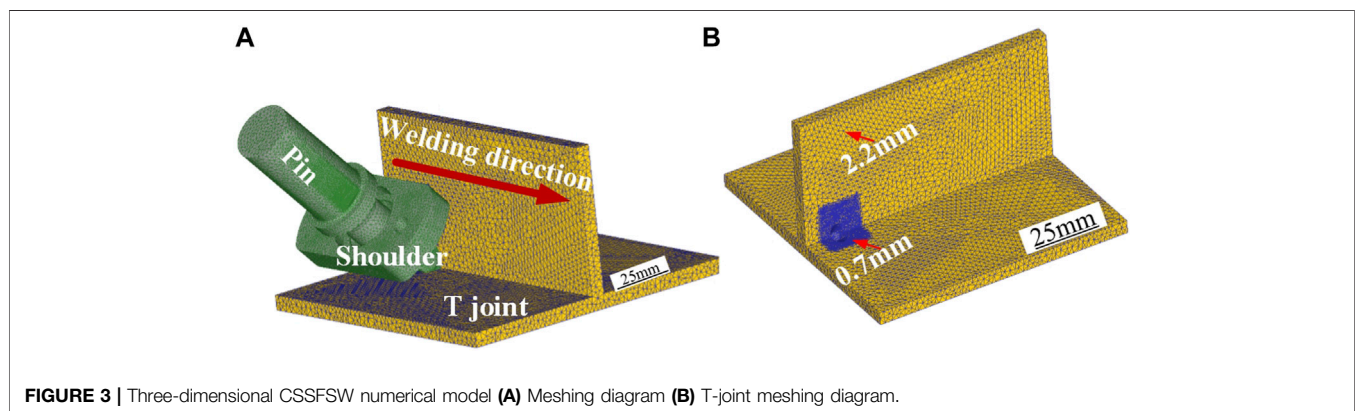 A
B
Pin
Welding direction
Shoulder
T joint
25mm
2.2mm
0.7mm
25mm
FIGURE 3 | Three-dimensional CSSFSW numerical model (A) Meshing diagram (B) T-joint meshing diagram.